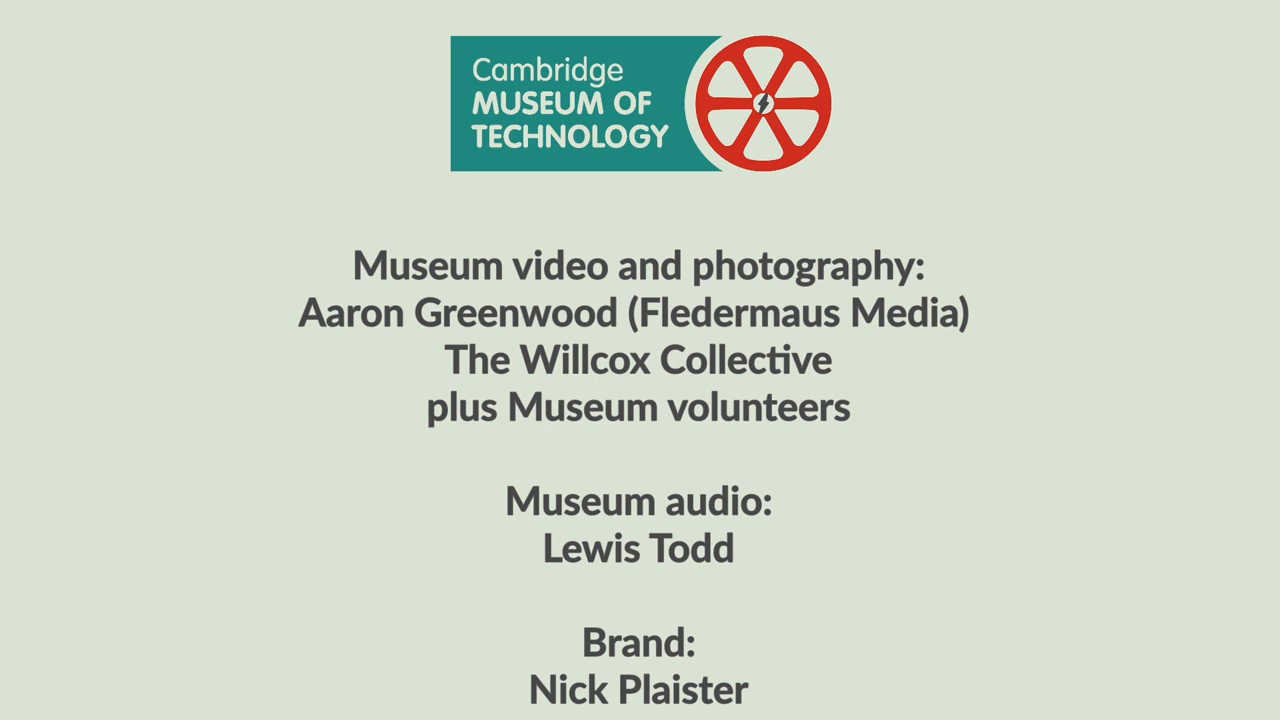 Cambridge
MUSEUM OF
TECHNOLOGY
Museum video and photography:
Aaron Greenwood (Fledermaus Media)
The Willcox Collective
plus Museum volunteers
Museum audio:
Lewis Todd
Brand:
Nick Plaister